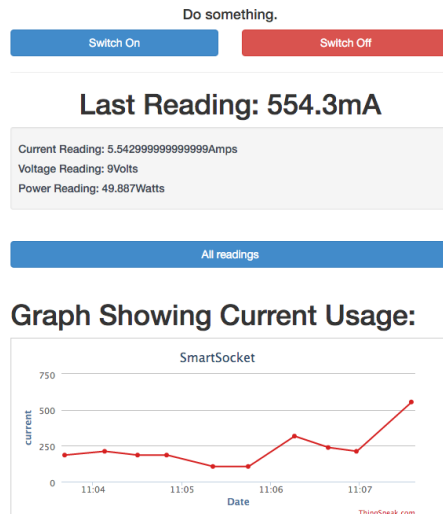 Do something.
Switch On Switch Off
Last Reading: 554.3mA
Current Reading: 5.542999999999999Amps
Voltage Reading: 9Volts
Power Reading: 49.887Watts
All readings
Graph Showing Current Usage:
SmartSocket
750
500
250
0
current
11:04 11:05 11:06 11:07
Date
ThingSpeak.com